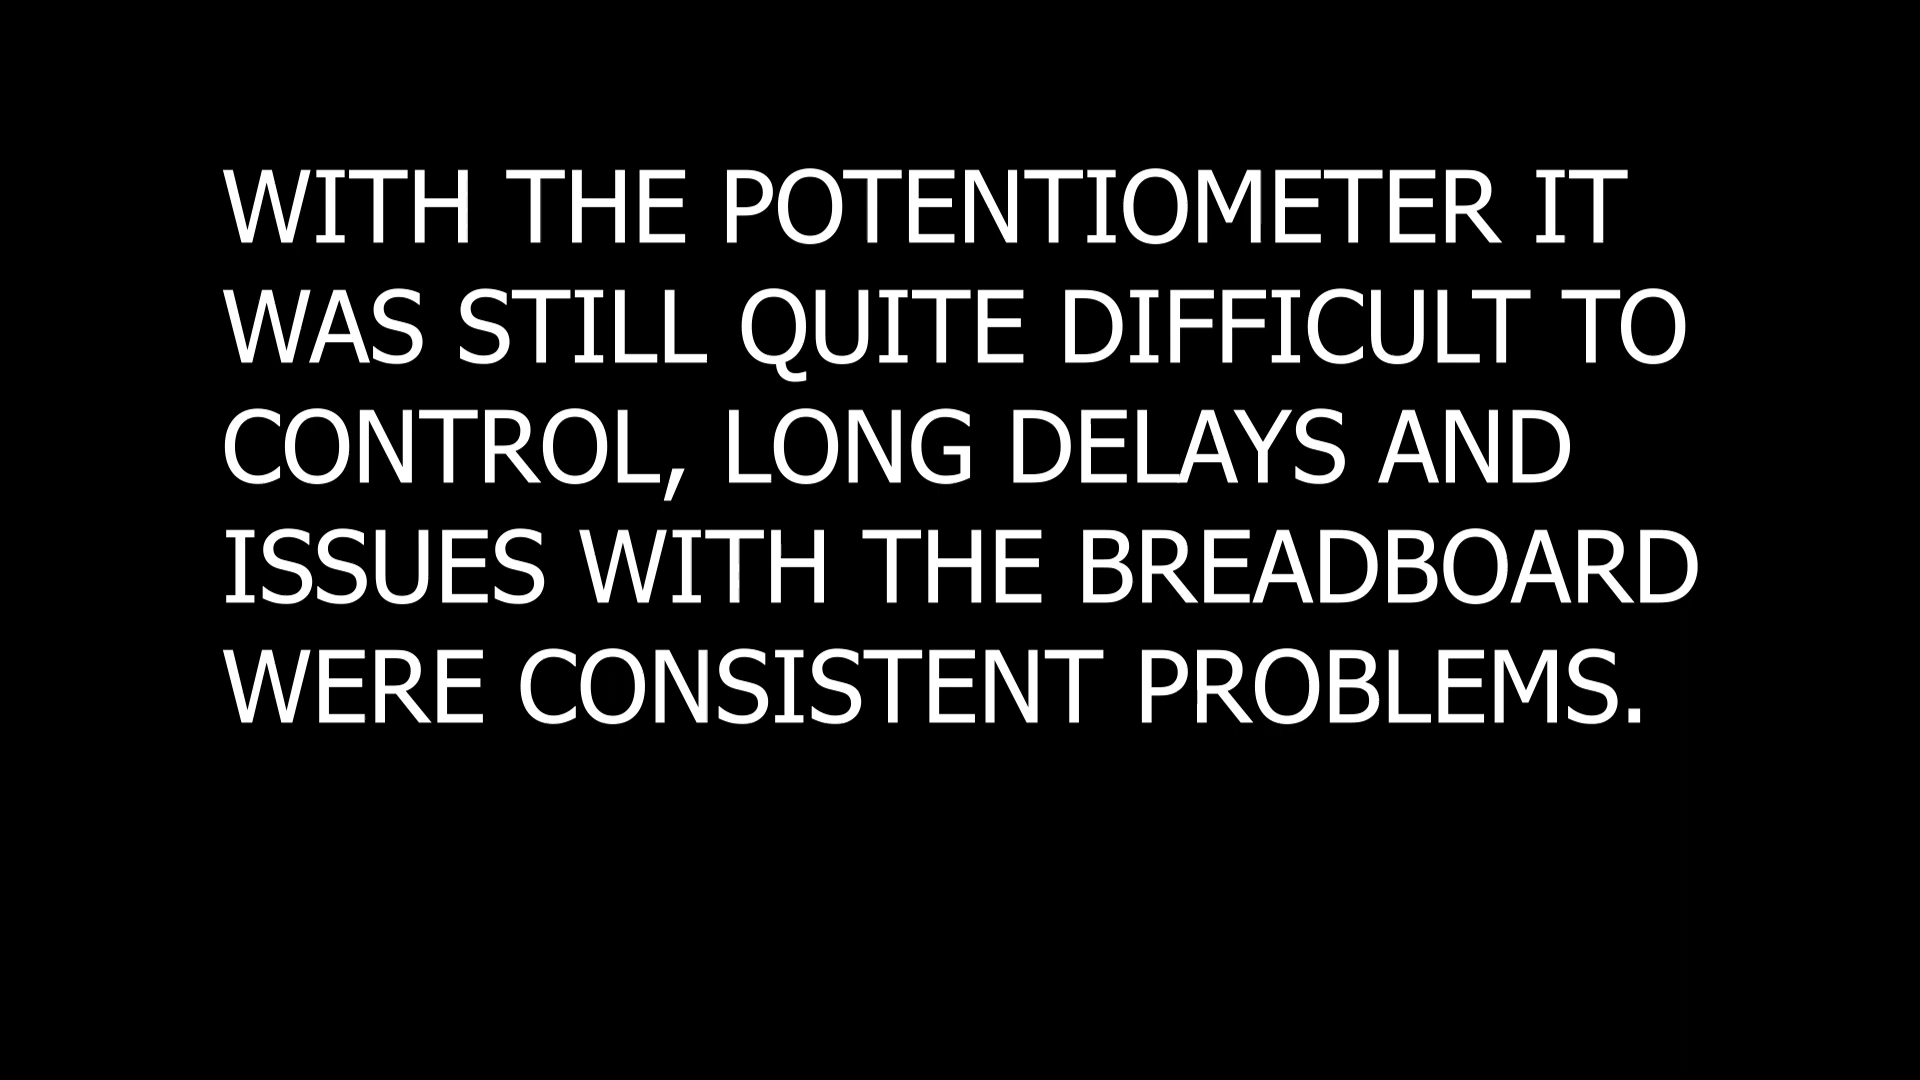 WITH THE POTENTIOMETER IT
WAS STILL QUITE DIFFICULT TO
CONTROL, LONG DELAYS AND
ISSUES WITH THE BREADBOARD
WERE CONSISTENT PROBLEMS.